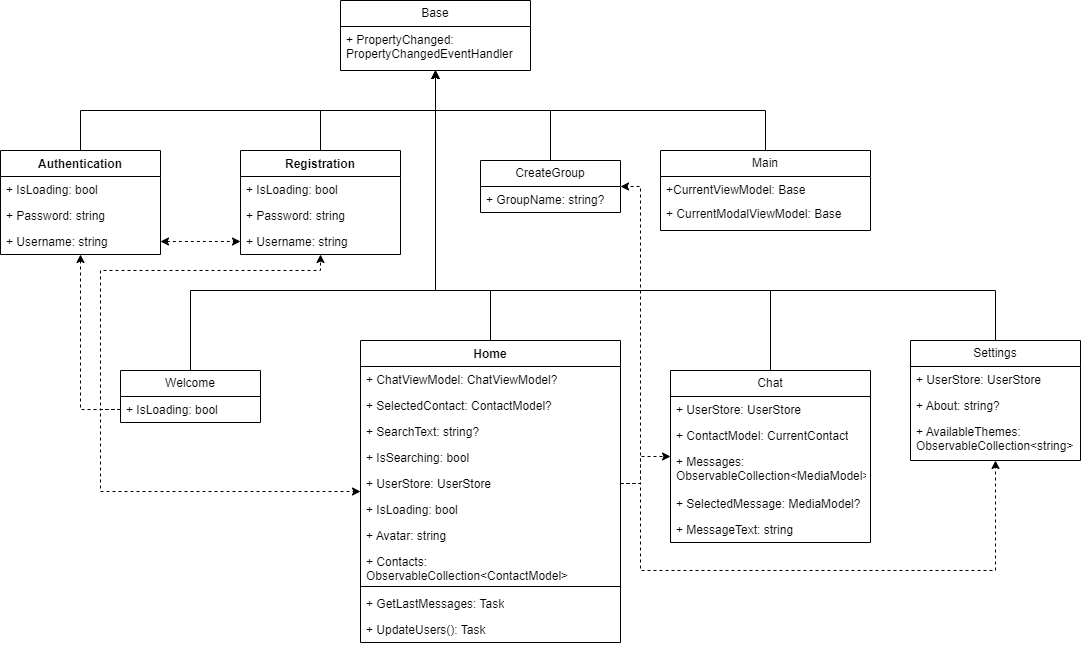 Base
+ PropertyChanged:
PropertyChangedEventHandler
Authentication
+ IsLoading: bool
+ Password: string
+ Username: string
Registration
+ IsLoading: bool
+ Password: string
+ Username: string
CreateGroup
+ GroupName: string?
Main
+CurrentViewModel: Base
+ CurrentModalViewModel: Base
Welcome
+ IsLoading: bool
Home
+ ChatViewModel: ChatViewModel?
+ SelectedContact: ContactModel?
+ SearchText: string?
+ IsSearching: bool
+ UserStore: UserStore
+ IsLoading: bool
+ Avatar: string
+ Contacts:
ObservableCollection<ContactModel>
+ GetLastMessages: Task
+ UpdateUsers(): Task
Chat
+ UserStore: UserStore
+ ContactModel: CurrentContact
+ Messages:
ObservableCollection<MediaModel>
+ SelectedMessage: MediaModel?
+ MessageText: string
Settings
+ UserStore: UserStore
+ About: string?
+ AvailableThemes:
ObservableCollection<string>